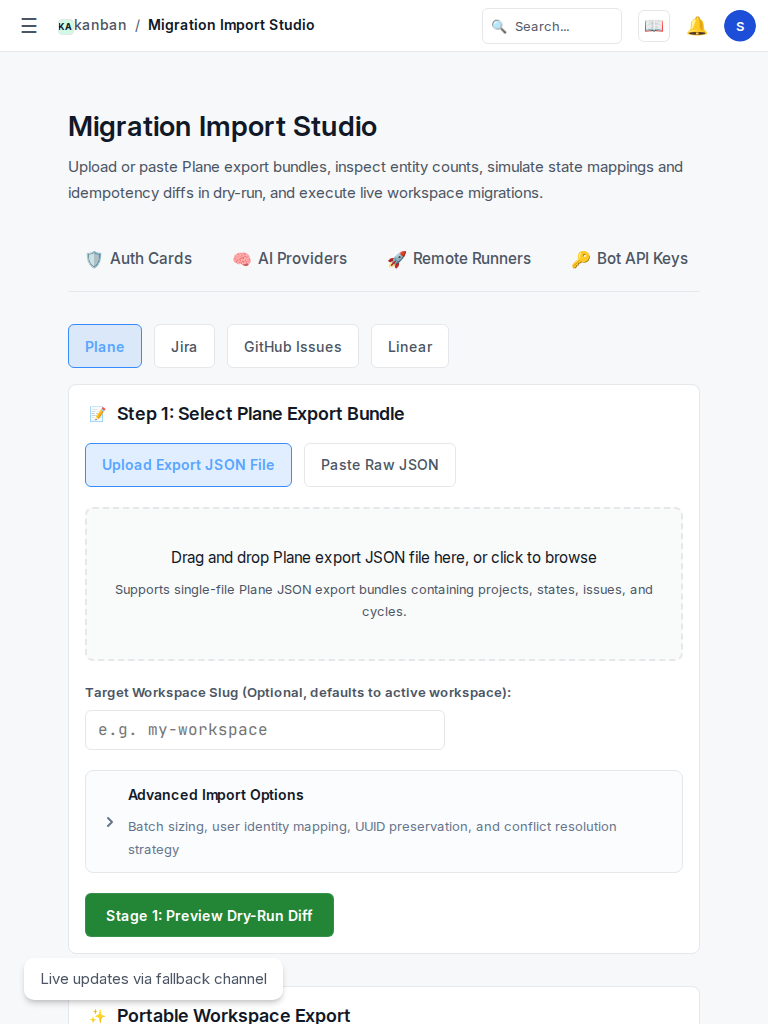 KA kanban / Migration Import Studio
Search...
S
Migration Import Studio
Upload or paste Plane export bundles, inspect entity counts, simulate state mappings and
idempotency diffs in dry-run, and execute live workspace migrations.
Auth Cards
AI Providers
Remote Runners
Bot API Keys
Plane
Jira
GitHub Issues
Linear
Step 1: Select Plane Export Bundle
Upload Export JSON File
Paste Raw JSON
Drag and drop Plane export JSON file here, or click to browse
Supports single-file Plane JSON export bundles containing projects, states, issues, and
cycles.
Target Workspace Slug (Optional, defaults to active workspace):
e.g. my-workspace
Advanced Import Options
Batch sizing, user identity mapping, UUID preservation, and conflict resolution
strategy
Stage 1: Preview Dry-Run Diff
Live updates via fallback channel
Portable Workspace Export